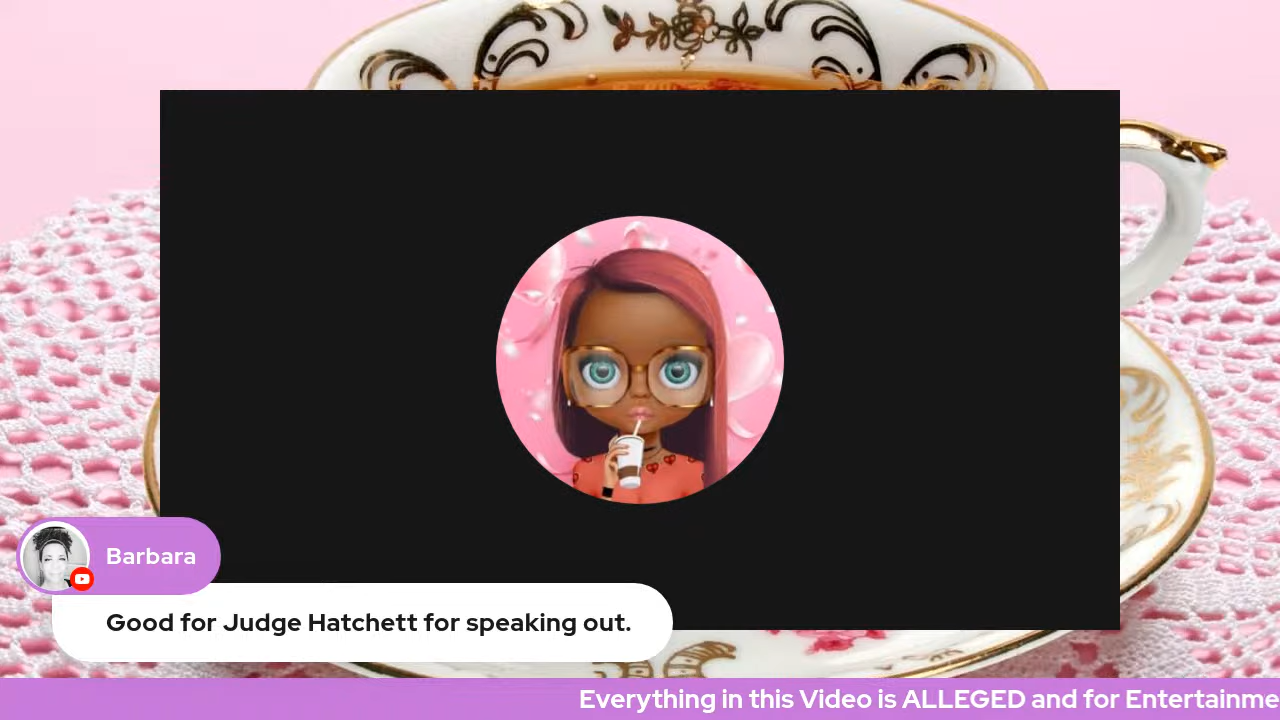 Barbara
Good for Judge Hatchett for speaking out.
Everything in this Video is ALLEGED and for Entertainme